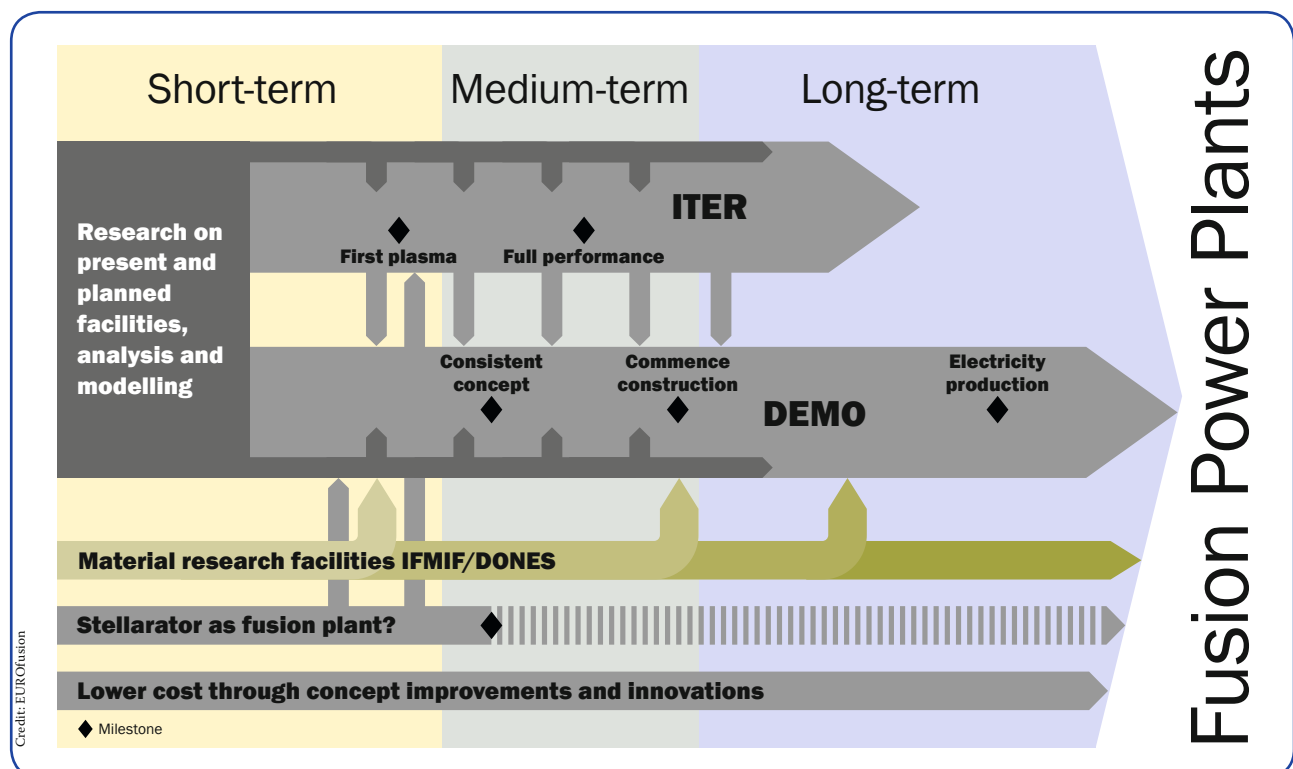 Short-term
Medium-term
Long-term
Research on
present and
planned
facilities,
analysis and
modelling
ITER
First plasma
Full performance
Consistent
concept
Commence
construction
Electricity
production
DEMO
Material research facilities IFMIF/DONES
Stellarator as fusion plant?
Lower cost through concept improvements and innovations
Milestone
Fusion Power Plants
Credit: EUROfusion